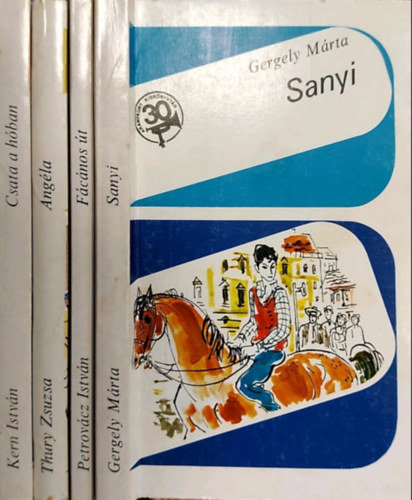 Kern István Csata a hóban
Thury Zsuzsa Angéla
Petrovácz István Fácános út
Gergely Márta Sanyi
Gergely Márta
Sanyi
30